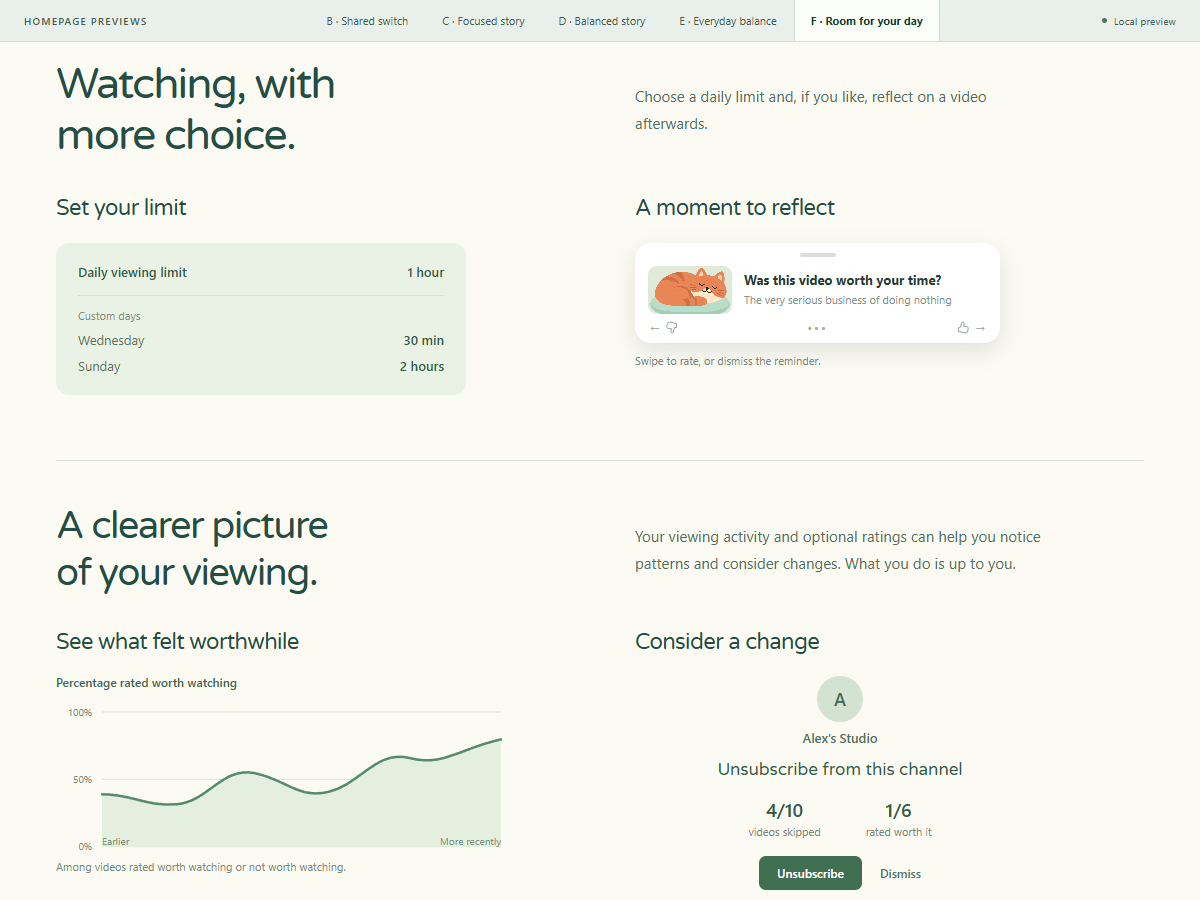 HOMEPAGE PREVIEWS
B · Shared switch
C · Focused story
D · Balanced story
E · Everyday balance
F · Room for your day
Local preview
Watching, with
more choice.
Choose a daily limit and, if you like, reflect on a video
afterwards.
Set your limit
Daily viewing limit 1 hour
Custom days
Wednesday 30 min
Sunday 2 hours
A moment to reflect
Was this video worth your time?
The very serious business of doing nothing
Swipe to rate, or dismiss the reminder.
A clearer picture
of your viewing.
Your viewing activity and optional ratings can help you notice
patterns and consider changes. What you do is up to you.
See what felt worthwhile
Percentage rated worth watching
100%
50%
0%
Earlier More recently
Among videos rated worth watching or not worth watching.
Consider a change
A
Alex's Studio
Unsubscribe from this channel
4/10 1/6
videos skipped rated worth it
Unsubscribe Dismiss